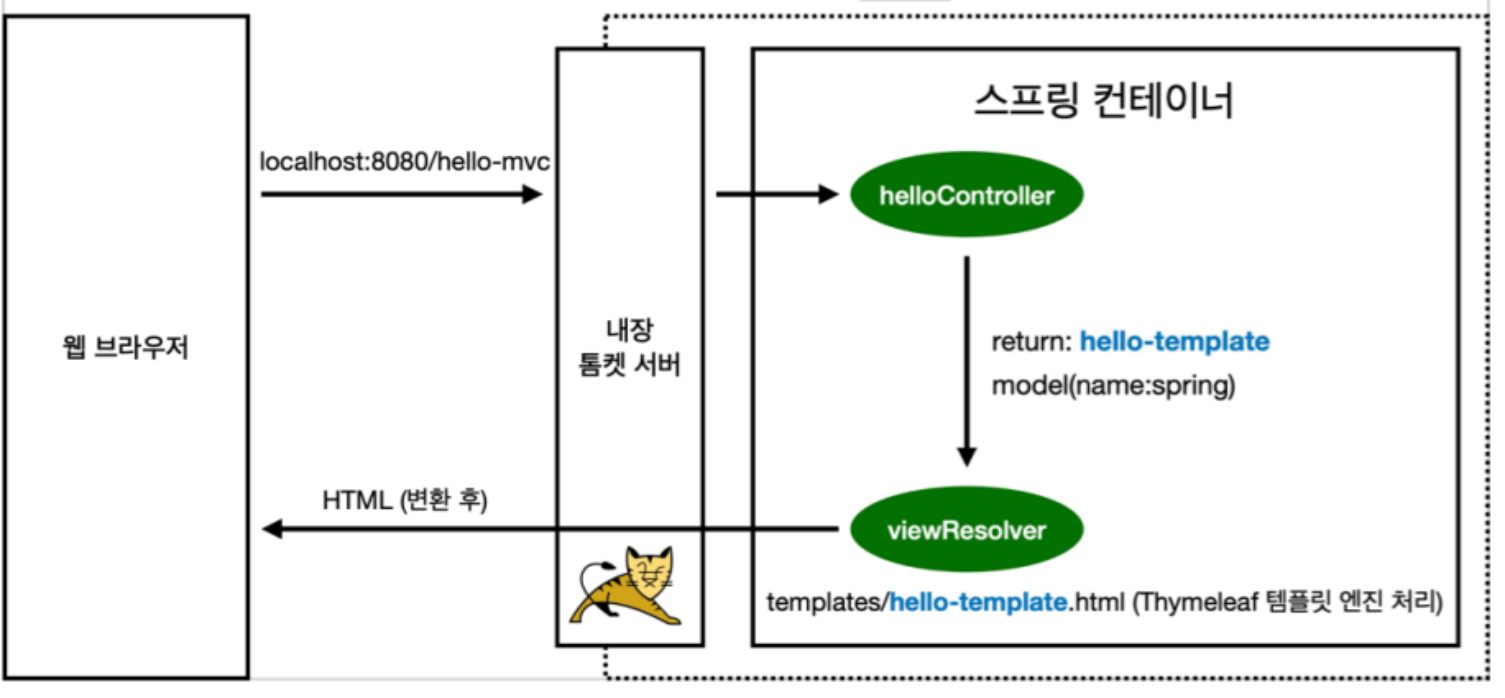 스프링 컨테이너
localhost:8080/hello-mvc
helloController
웹 브라우저
내장
톰켓 서버
return: hello-template
model(name:spring)
HTML (변환 후)
viewResolver
templates/hello-template.html (Thymeleaf 템플릿 엔진 처리)